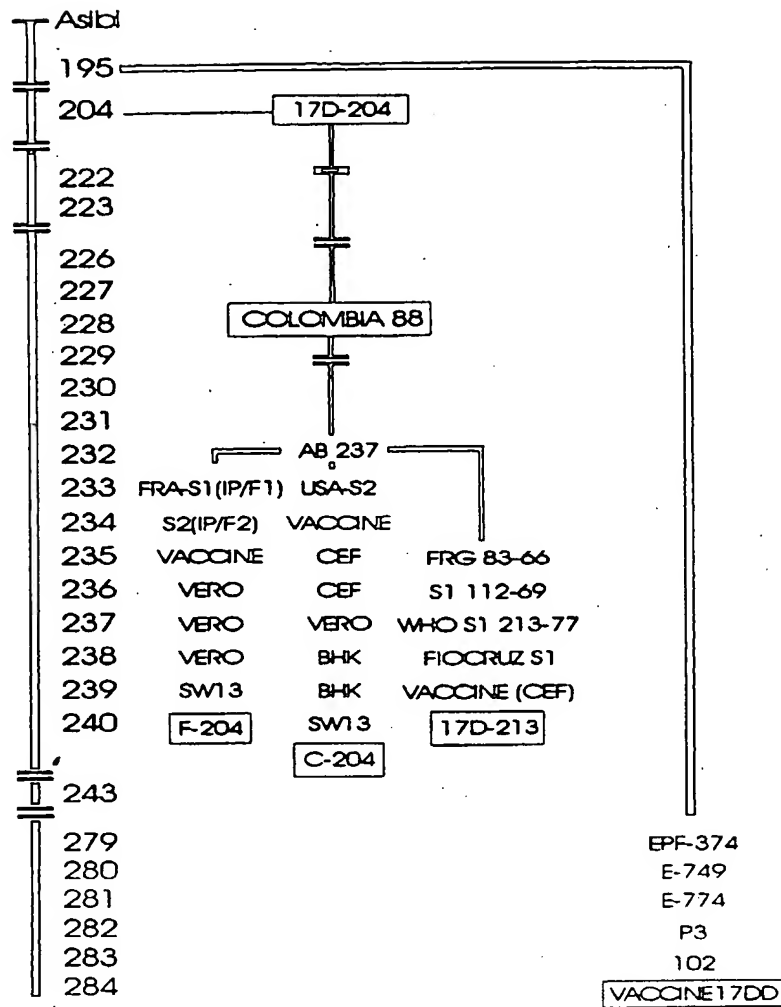 Asibi
195
204 17D-204
222
223
226
227
228 COLOMBIA 88
229
230
231
232 AB 237
233 FRA-S1(IP/F1) USA-S2
234 S2(IP/F2) VACCINE
235 VACCINE CEF FRG 83-66
236 VERO CEF S1 112-69
237 VERO VERO WHO S1 213-77
238 VERO BHK FIOCRUZ S1
239 SW13 BHK VACCINE (CEF)
240 F-204 SW13 17D-213
C-204
243
279 EPF-374
280 E-749
281 E-774
282 P3
283 102
284 VACCINE17DD